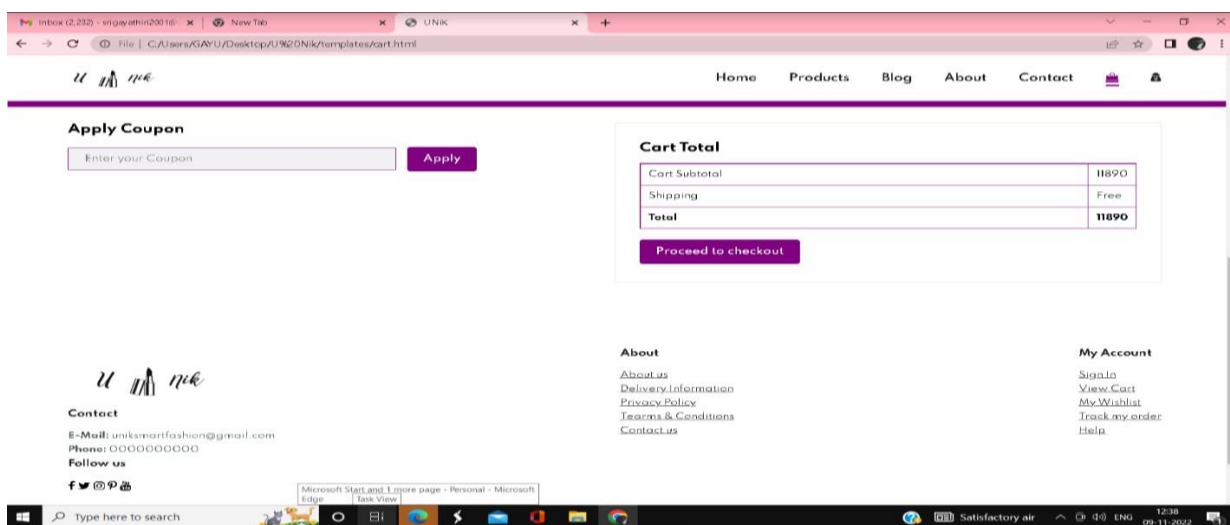 Inbox (2,232) - srigayathiri2001@
New Tab
UNIK
File | C:/Users/GAYU/Desktop/U%20Nik/templates/cart.html
u nik
Home Products Blog About Contact
Apply Coupon
Enter your Coupon
Apply
Cart Total
Cart Subtotal 11890
Shipping Free
Total 11890
Proceed to checkout
u nik
Contact
E-Mail: uniksmartfashion@gmail.com
Phone: 0000000000
Follow us
About
About us
Delivery Information
Privacy Policy
Tearms & Conditions
Contact us
My Account
Sign In
View Cart
My Wishlist
Track my order
Help
Microsoft Start and 1 more page - Personal - Microsoft
Edge
Task View
Type here to search
Satisfactory air
ENG
12:38
09-11-2022